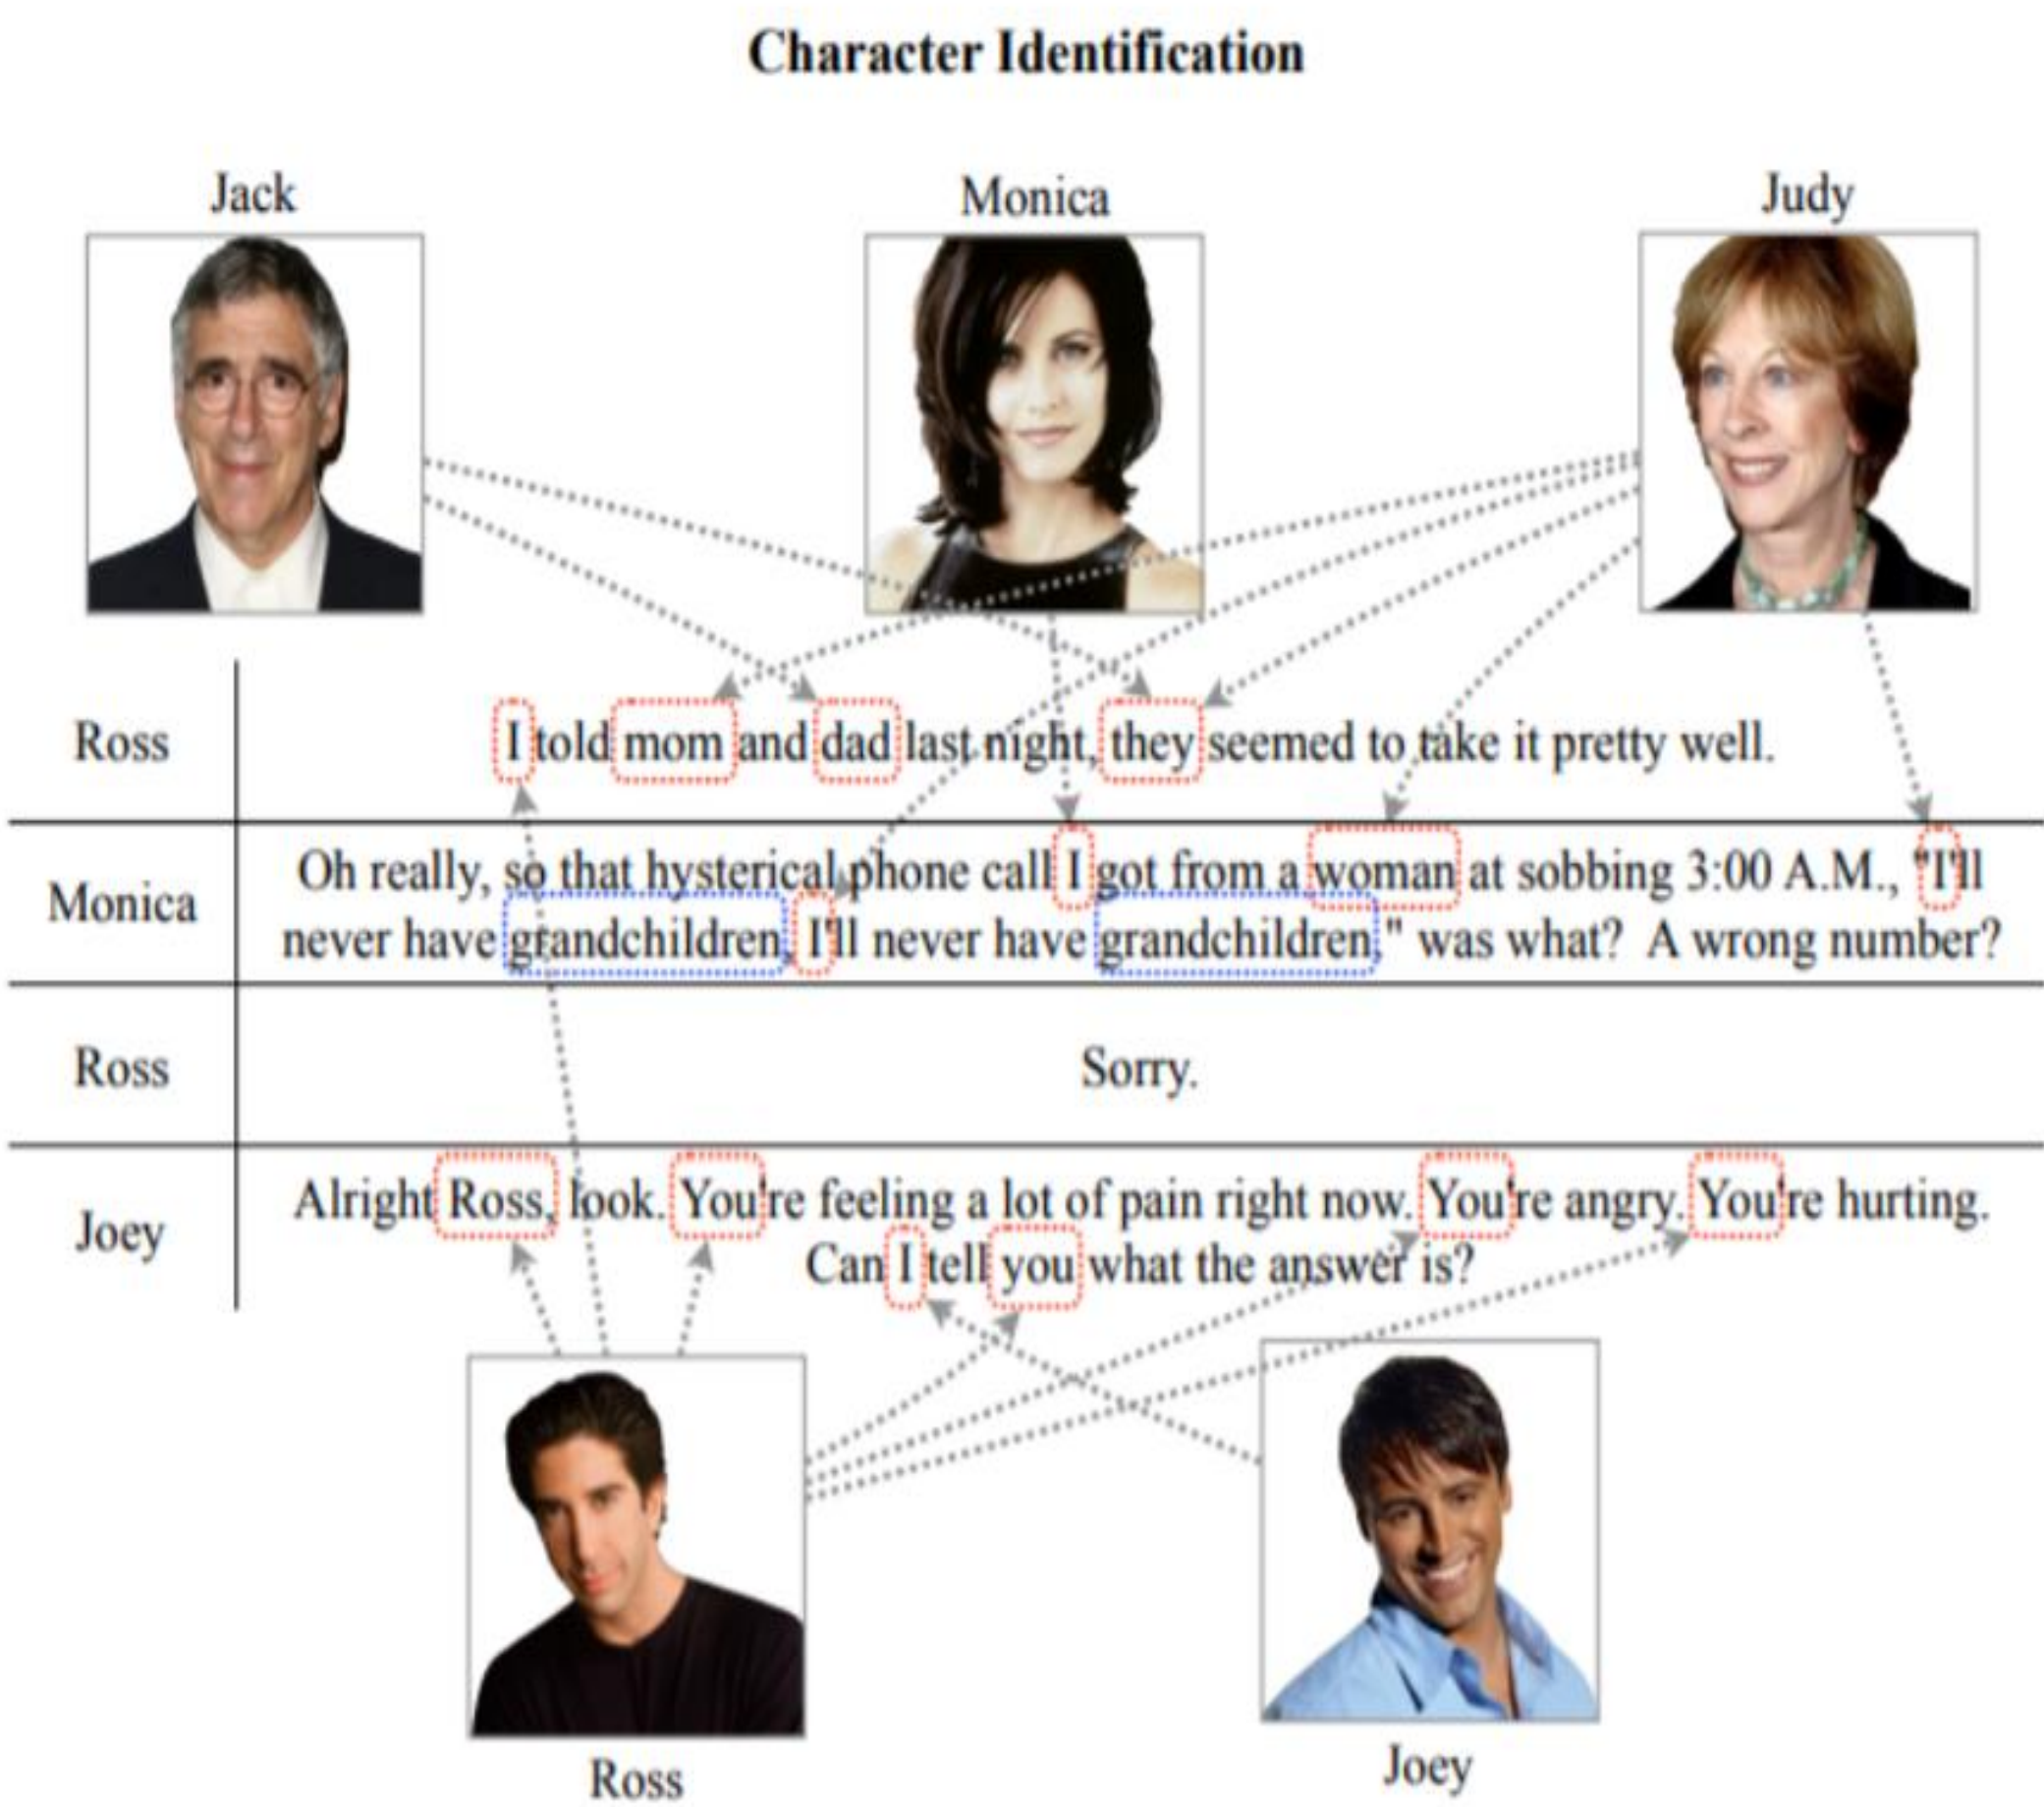 Character Identification
Jack
Monica
Judy
Ross
I told mom and dad last night, they seemed to take it pretty well.
Monica
Oh really, so that hysterical phone call I got from a woman at sobbing 3:00 A.M., "I'll
never have grandchildren, I'll never have grandchildren." was what? A wrong number?
Ross
Sorry.
Joey
Alright Ross, look. You're feeling a lot of pain right now. You're angry. You're hurting.
Can I tell you what the answer is?
Ross
Joey